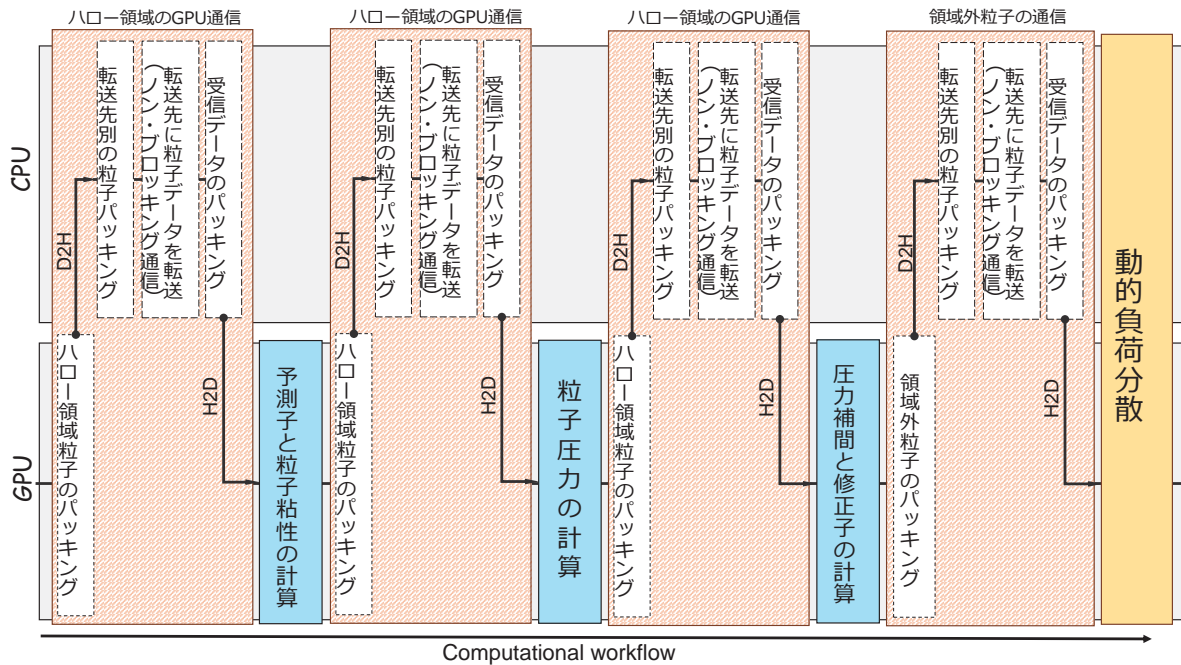 ハロー領域のGPU通信
ハロー領域のGPU通信
ハロー領域のGPU通信
領域外粒子の通信
CPU
GPU
ハロー領域粒子のパッキング
D2H
転送先別の粒子パッキング
転送先に粒子データを転送
(ノン・ブロッキング通信)
受信データのパッキング
H2D
予測子と粒子粘性の計算
ハロー領域粒子のパッキング
D2H
転送先別の粒子パッキング
転送先に粒子データを転送
(ノン・ブロッキング通信)
受信データのパッキング
H2D
粒子圧力の計算
ハロー領域粒子のパッキング
D2H
転送先別の粒子パッキング
転送先に粒子データを転送
(ノン・ブロッキング通信)
受信データのパッキング
H2D
圧力補間と修正子の計算
領域外粒子のパッキング
D2H
転送先別の粒子パッキング
転送先に粒子データを転送
(ノン・ブロッキング通信)
受信データのパッキング
H2D
動的負荷分散
Computational workflow